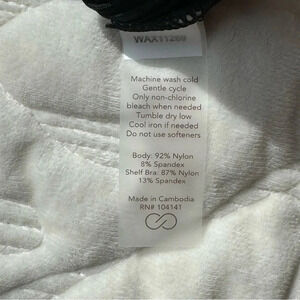 WAX11269
Machine wash cold
Gentle cycle
Only non-chlorine
bleach when needed
Tumble dry low
Cool iron if needed
Do not use softeners
Body: 92% Nylon
8% Spandex
Shelf Bra: 87% Nylon
13% Spandex
Made in Cambodia
RN# 104141